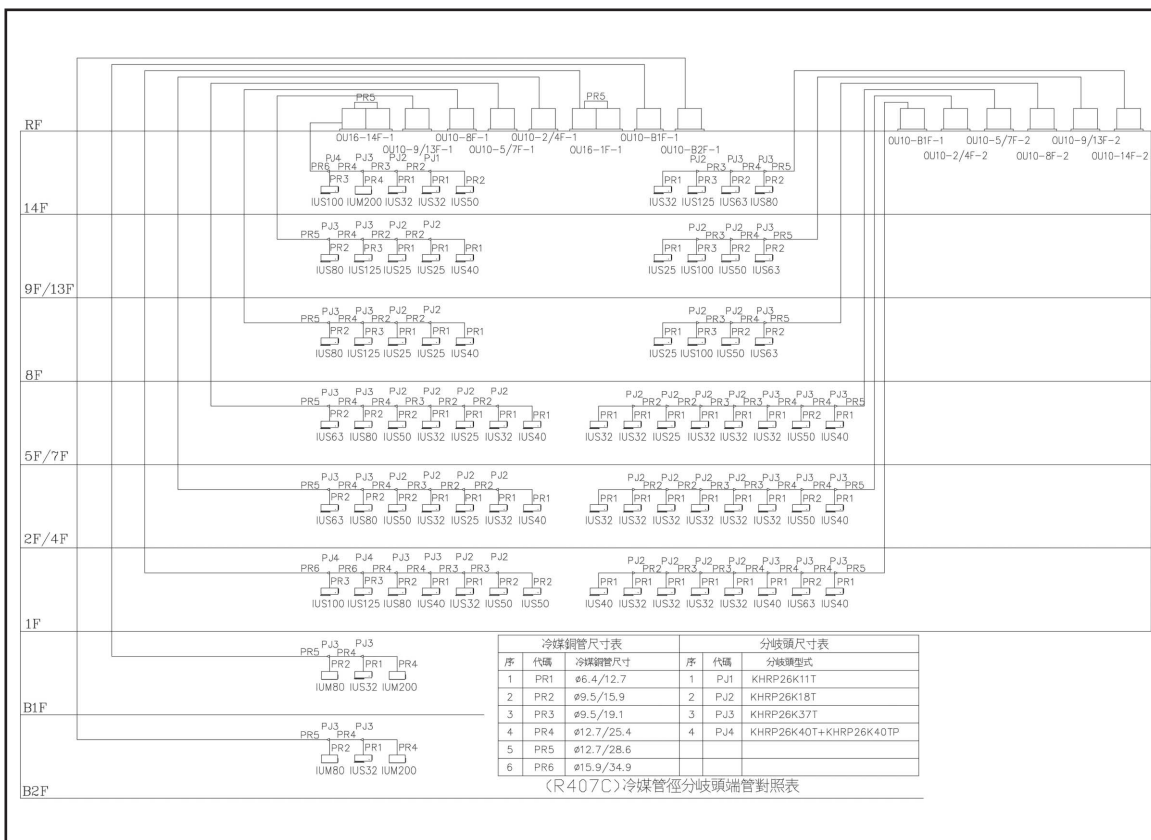 PR5 PR5
RF
OU16-14F-1 OU10-8F-1 OU10-2/4F-1 OU10-B1F-1 OU10-B1F-1 OU10-5/7F-2 OU10-9/13F-2
OU10-9/13F-1 OU10-5/7F-1 OU16-1F-1 OU10-B2F-1 OU10-2/4F-2 OU10-8F-2 OU10-14F-2
PJ4 PJ3 PJ2 PJ1 PJ2 PJ3 PJ3
PR6 PR4 PR3 PR2 PR3 PR4 PR5
PR3 PR4 PR1 PR1 PR2 PR1 PR3 PR2 PR2
IUS100 IUM200 IUS32 IUS32 IUS50 IUS32 IUS125 IUS63 IUS80
14F
PJ3 PJ3 PJ2 PJ2 PJ2 PJ2 PJ3
PR5 PR4 PR2 PR2 PR3 PR4 PR5
PR2 PR3 PR1 PR1 PR1 PR1 PR3 PR2 PR2
IUS80 IUS125 IUS25 IUS25 IUS40 IUS25 IUS100 IUS50 IUS63
9F/13F
PJ3 PJ3 PJ2 PJ2 PJ2 PJ2 PJ3
PR5 PR4 PR2 PR2 PR3 PR4 PR5
PR2 PR3 PR1 PR1 PR1 PR1 PR3 PR2 PR2
IUS80 IUS125 IUS25 IUS25 IUS40 IUS25 IUS100 IUS50 IUS63
8F
PJ3 PJ3 PJ2 PJ2 PJ2 PJ2 PJ2 PJ2 PJ2 PJ3 PJ3 PJ3
PR5 PR4 PR4 PR3 PR2 PR2 PR2 PR2 PR3 PR3 PR4 PR4 PR5
PR2 PR2 PR2 PR1 PR1 PR1 PR1 PR1 PR1 PR1 PR1 PR1 PR1 PR2 PR1
IUS63 IUS80 IUS50 IUS32 IUS25 IUS32 IUS40 IUS32 IUS32 IUS25 IUS32 IUS32 IUS32 IUS50 IUS40
5F/7F
PJ3 PJ3 PJ2 PJ2 PJ2 PJ2 PJ2 PJ2 PJ2 PJ3 PJ3 PJ3
PR5 PR4 PR4 PR3 PR2 PR2 PR2 PR2 PR3 PR3 PR4 PR4 PR5
PR2 PR2 PR2 PR1 PR1 PR1 PR1 PR1 PR1 PR1 PR1 PR1 PR1 PR2 PR1
IUS63 IUS80 IUS50 IUS32 IUS25 IUS32 IUS40 IUS32 IUS32 IUS32 IUS32 IUS32 IUS32 IUS50 IUS40
2F/4F
PJ4 PJ4 PJ3 PJ3 PJ2 PJ2 PJ2 PJ2 PJ2 PJ3 PJ3 PJ3
PR6 PR6 PR4 PR4 PR3 PR3 PR2 PR3 PR3 PR4 PR4 PR4 PR5
PR3 PR3 PR2 PR1 PR1 PR2 PR2 PR1 PR1 PR1 PR1 PR1 PR1 PR2 PR1
IUS100 IUS125 IUS80 IUS40 IUS32 IUS50 IUS50 IUS40 IUS32 IUS32 IUS32 IUS32 IUS40 IUS63 IUS40
1F
PJ3 PJ3
PR5 PR4
PR2 PR1 PR4
IUM80 IUS32 IUM200
B1F
PJ3 PJ3
PR5 PR4
PR2 PR1 PR4
IUM80 IUS32 IUM200
B2F
冷媒銅管尺寸表 分岐頭尺寸表
序 代碼 冷媒銅管尺寸 序 代碼 分岐頭型式
1 PR1 ø6.4/12.7 1 PJ1 KHRP26K11T
2 PR2 ø9.5/15.9 2 PJ2 KHRP26K18T
3 PR3 ø9.5/19.1 3 PJ3 KHRP26K37T
4 PR4 ø12.7/25.4 4 PJ4 KHRP26K40T+KHRP26K40TP
5 PR5 ø12.7/28.6
6 PR6 ø15.9/34.9
(R407C)冷媒管徑分岐頭端管對照表